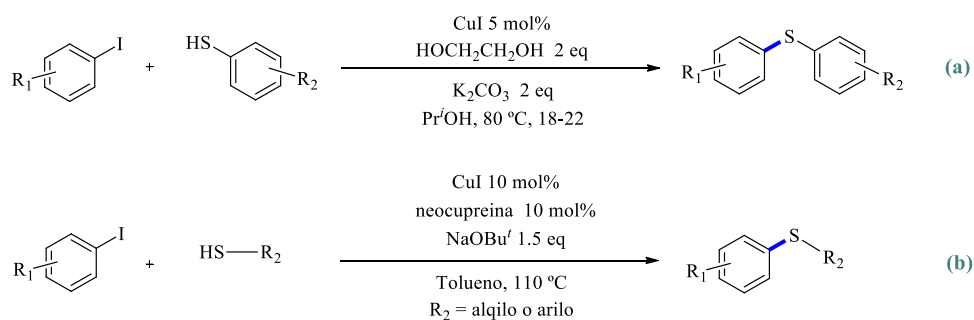 CuI 5 mol%
HOCH₂CH₂OH 2 eq
I
R₁
+
HS
R₂
K₂CO₃ 2 eq
PrⁱOH, 80 ºC, 18-22
S
R₁
R₂
(a)
CuI 10 mol%
neocupreina 10 mol%
NaOBuᵗ 1.5 eq
I
R₁
+
HS
R₂
Tolueno, 110 ºC
R₂ = alqilo o arilo
S
R₁
R₂
(b)